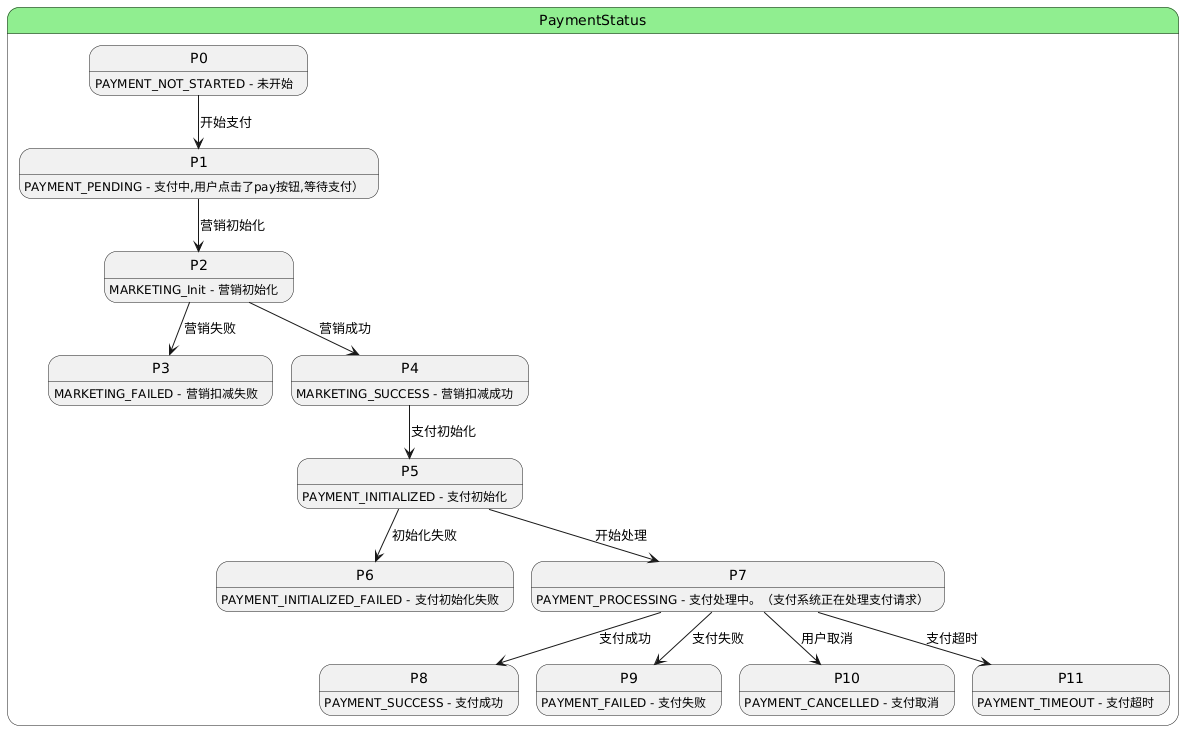 PaymentStatus
P0
PAYMENT_NOT_STARTED - 未开始
开始支付
P1
PAYMENT_PENDING - 支付中,用户点击了pay按钮,等待支付）
营销初始化
P2
MARKETING_Init - 营销初始化
营销失败
营销成功
P3
MARKETING_FAILED - 营销扣减失败
P4
MARKETING_SUCCESS - 营销扣减成功
支付初始化
P5
PAYMENT_INITIALIZED - 支付初始化
初始化失败
开始处理
P6
PAYMENT_INITIALIZED_FAILED - 支付初始化失败
P7
PAYMENT_PROCESSING - 支付处理中。（支付系统正在处理支付请求）
支付成功
支付失败
用户取消
支付超时
P8
PAYMENT_SUCCESS - 支付成功
P9
PAYMENT_FAILED - 支付失败
P10
PAYMENT_CANCELLED - 支付取消
P11
PAYMENT_TIMEOUT - 支付超时